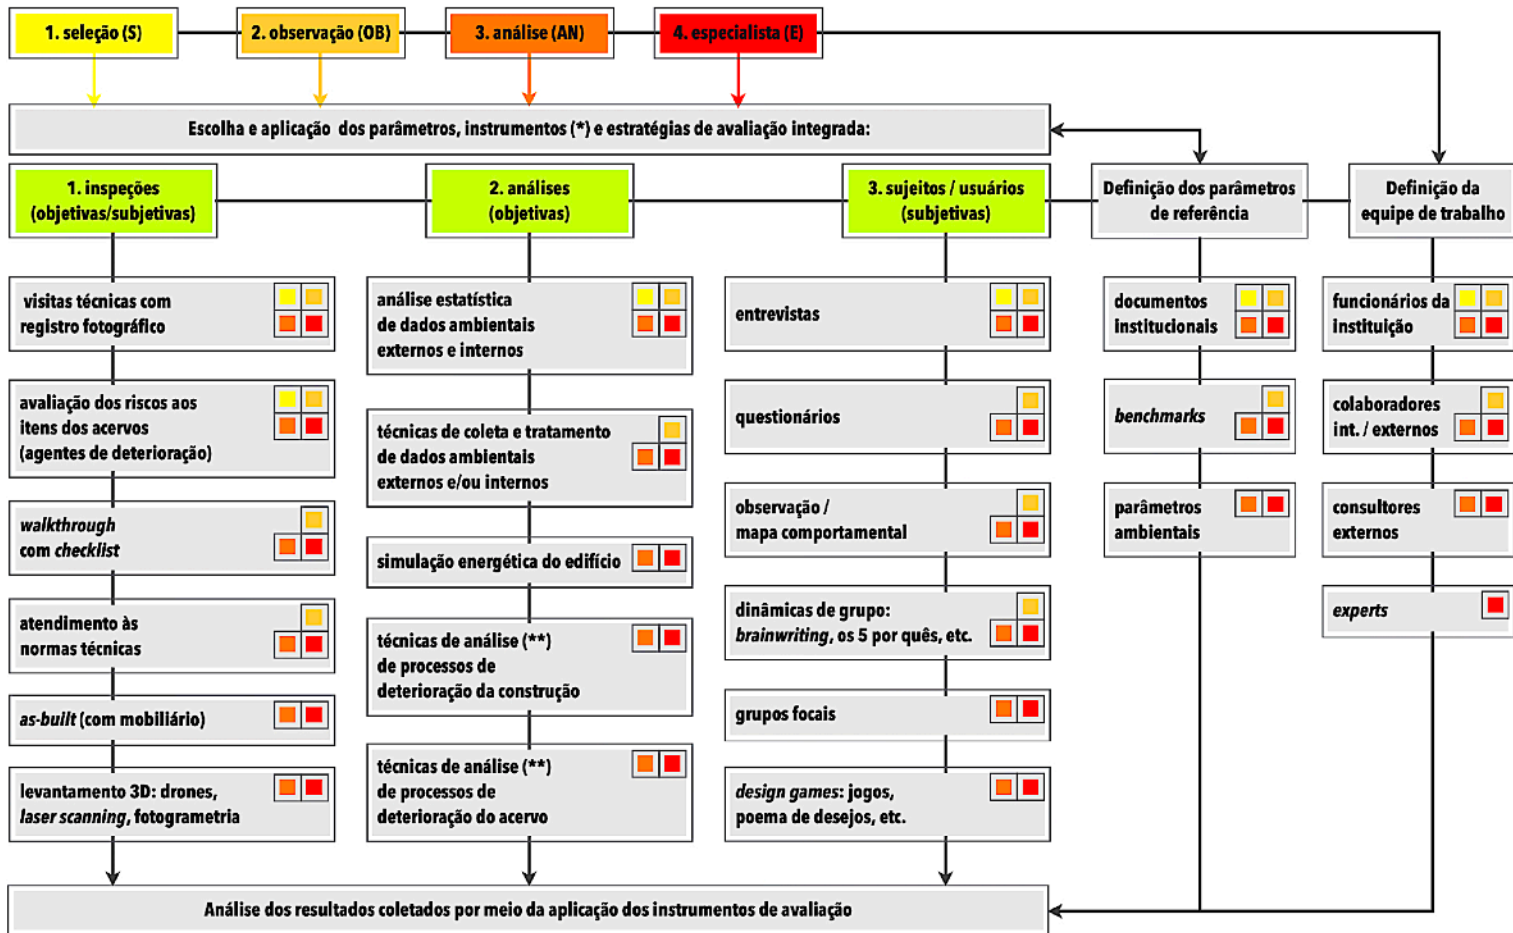 1. seleção (S)
2. observação (OB)
3. análise (AN)
4. especialista (E)
Escolha e aplicação dos parâmetros, instrumentos (*) e estratégias de avaliação integrada:
1. inspeções
(objetivas/subjetivas)
2. análises
(objetivas)
3. sujeitos / usuários
(subjetivas)
Definição dos parâmetros
de referência
Definição da
equipe de trabalho
visitas técnicas com
registro fotográfico
avaliação dos riscos aos
itens dos acervos
(agentes de deterioração)
walkthrough
com checklist
atendimento às
normas técnicas
as-built (com mobiliário)
levantamento 3D: drones,
laser scanning, fotogrametria
análise estatística
de dados ambientais
externos e internos
técnicas de coleta e tratamento
de dados ambientais
externos e/ou internos
simulação energética do edifício
técnicas de análise (**)
de processos de
deterioração da construção
técnicas de análise (**)
de processos de
deterioração do acervo
entrevistas
questionários
observação /
mapa comportamental
dinâmicas de grupo:
brainwriting, os 5 por quês, etc.
grupos focais
design games: jogos,
poema de desejos, etc.
documentos
institucionais
benchmarks
parâmetros
ambientais
funcionários da
instituição
colaboradores
int. / externos
consultores
externos
experts
Análise dos resultados coletados por meio da aplicação dos instrumentos de avaliação